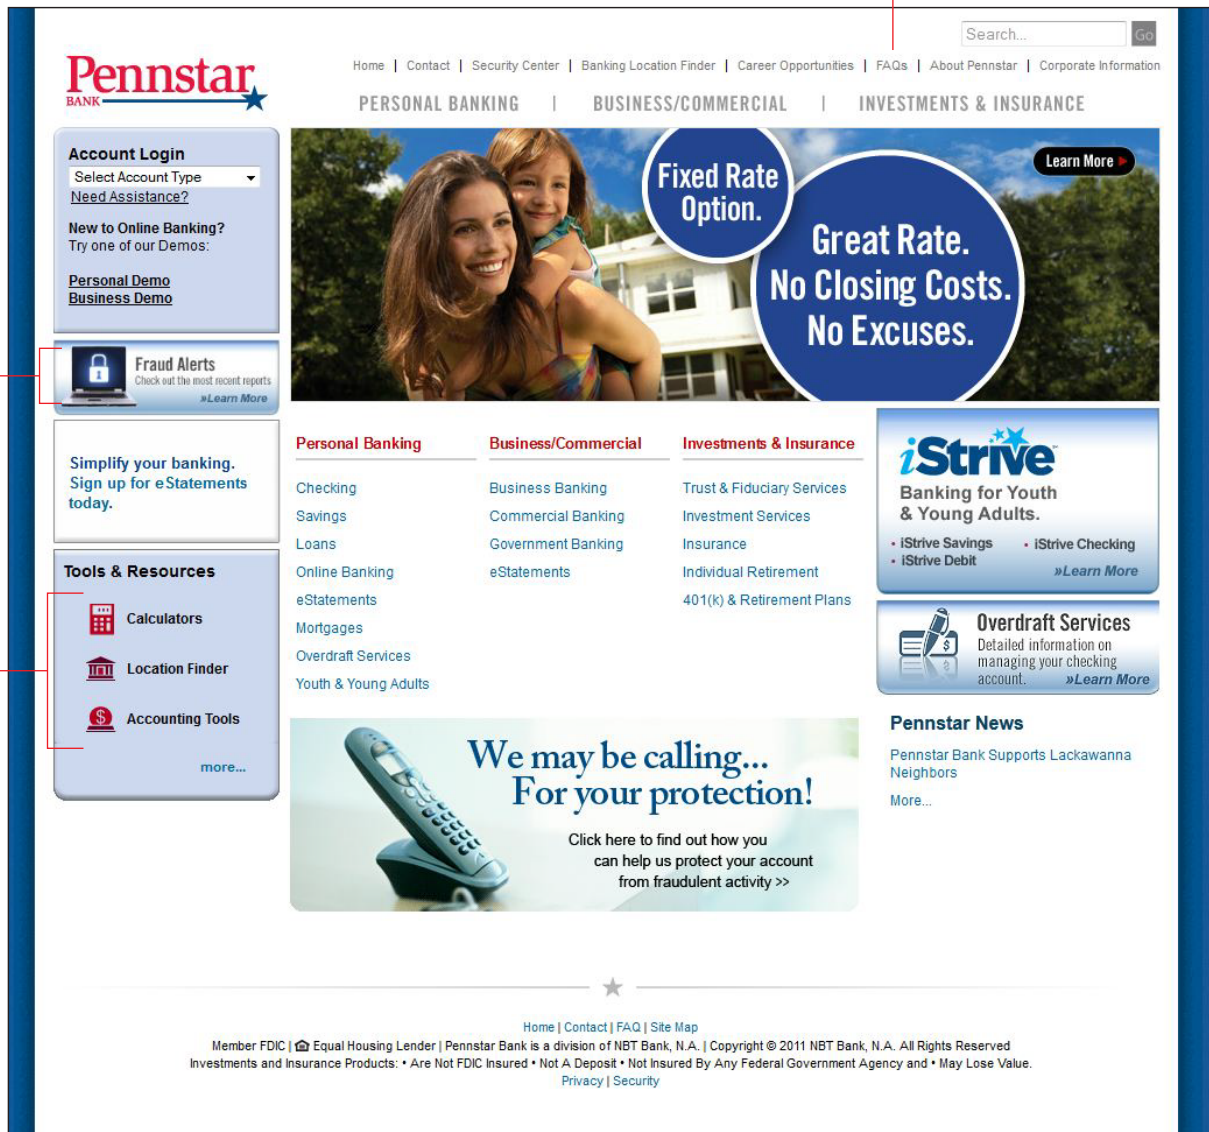 Search...
Go
Pennstar
BANK
Home | Contact | Security Center | Banking Location Finder | Career Opportunities | FAQs | About Pennstar | Corporate Information
PERSONAL BANKING | BUSINESS/COMMERCIAL | INVESTMENTS & INSURANCE
Account Login
Select Account Type
Need Assistance?
New to Online Banking?
Try one of our Demos:
Personal Demo
Business Demo
Fixed Rate
Option.
Learn More
Great Rate.
No Closing Costs.
No Excuses.
Fraud Alerts
Check out the most recent reports
»Learn More
Simplify your banking.
Sign up for eStatements
today.
Tools & Resources
Calculators
Location Finder
Accounting Tools
more...
Personal Banking
Checking
Savings
Loans
Online Banking
eStatements
Mortgages
Overdraft Services
Youth & Young Adults
Business/Commercial
Business Banking
Commercial Banking
Government Banking
eStatements
Investments & Insurance
Trust & Fiduciary Services
Investment Services
Insurance
Individual Retirement
401(k) & Retirement Plans
iStrive
Banking for Youth
& Young Adults.
• iStrive Savings
• iStrive Checking
• iStrive Debit
»Learn More
Overdraft Services
Detailed information on
managing your checking
account. »Learn More
Pennstar News
Pennstar Bank Supports Lackawanna
Neighbors
More...
We may be calling...
For your protection!
Click here to find out how you
can help us protect your account
from fraudulent activity >>
Home | Contact | FAQ | Site Map
Member FDIC | Equal Housing Lender | Pennstar Bank is a division of NBT Bank, N.A. | Copyright © 2011 NBT Bank, N.A. All Rights Reserved
Investments and Insurance Products: • Are Not FDIC Insured • Not A Deposit • Not Insured By Any Federal Government Agency and • May Lose Value.
Privacy | Security